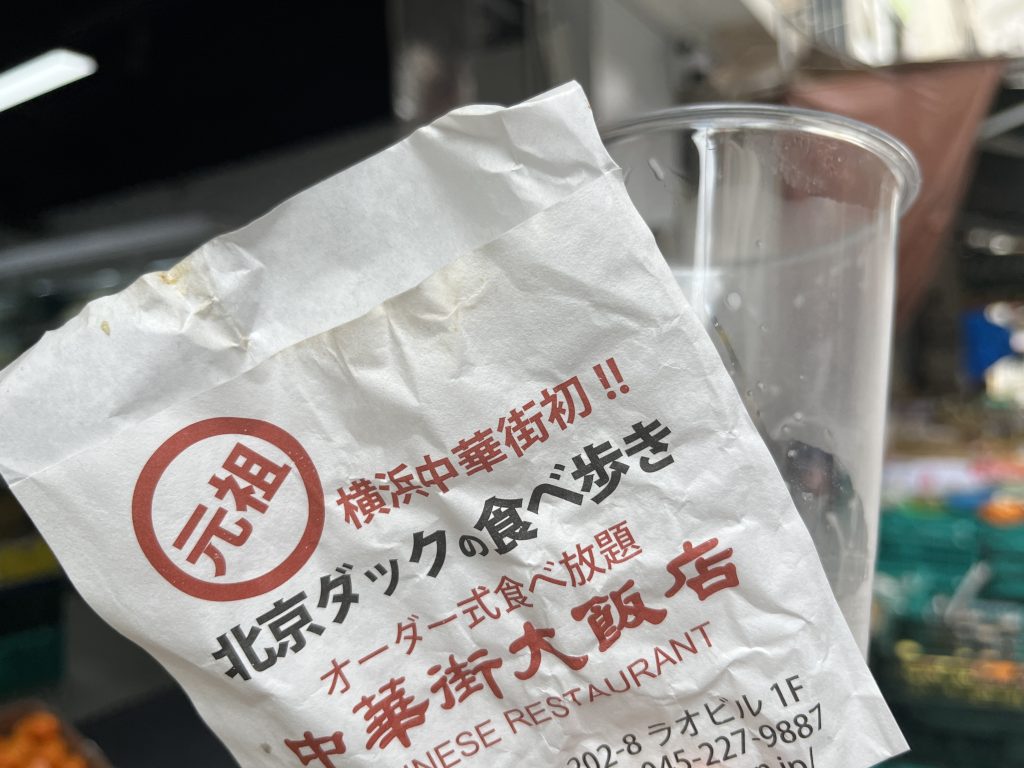 元祖
横浜中華街初!!
北京ダックの食べ歩き
オーダー式食べ放題
中華街大飯店
NESE RESTAURANT
202-8 ラオビル 1F
045-227-9887
.jp/